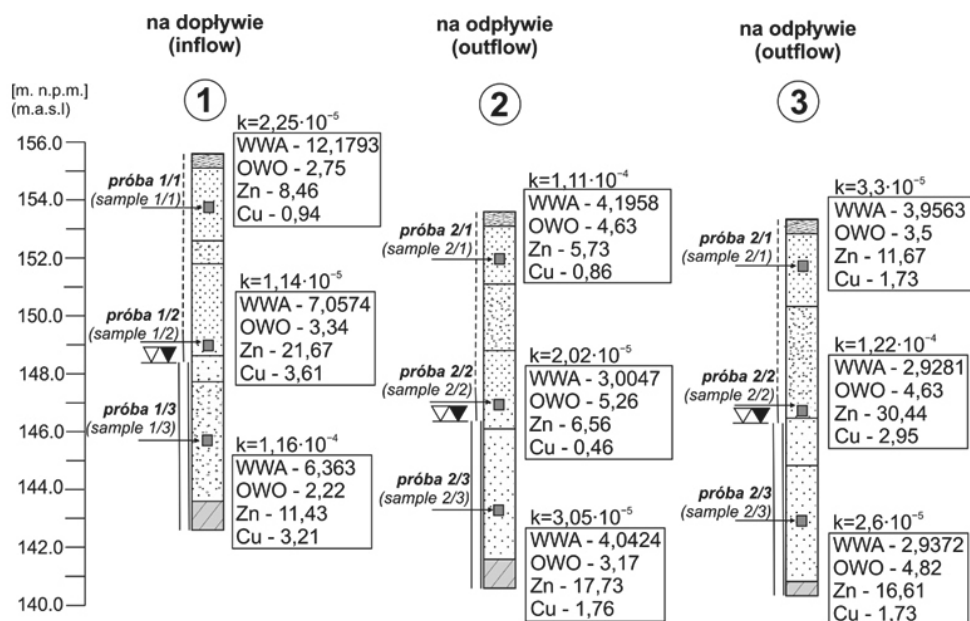 na dopływie
(inflow)
na odpływie
(outflow)
na odpływie
(outflow)
[m. n.p.m.]
(m.a.s.l)
1
2
3
156.0
154.0
152.0
150.0
148.0
146.0
144.0
142.0
140.0
próba 1/1
(sample 1/1)
k=2,25·10⁻⁵
WWA - 12,1793
OWO - 2,75
Zn - 8,46
Cu - 0,94
próba 1/2
(sample 1/2)
k=1,14·10⁻⁵
WWA - 7,0574
OWO - 3,34
Zn - 21,67
Cu - 3,61
próba 1/3
(sample 1/3)
k=1,16·10⁻⁴
WWA - 6,363
OWO - 2,22
Zn - 11,43
Cu - 3,21
próba 2/1
(sample 2/1)
k=1,11·10⁻⁴
WWA - 4,1958
OWO - 4,63
Zn - 5,73
Cu - 0,86
próba 2/2
(sample 2/2)
k=2,02·10⁻⁵
WWA - 3,0047
OWO - 5,26
Zn - 6,56
Cu - 0,46
próba 2/3
(sample 2/3)
k=3,05·10⁻⁵
WWA - 4,0424
OWO - 3,17
Zn - 17,73
Cu - 1,76
próba 2/1
(sample 2/1)
k=3,3·10⁻⁵
WWA - 3,9563
OWO - 3,5
Zn - 11,67
Cu - 1,73
próba 2/2
(sample 2/2)
k=1,22·10⁻⁴
WWA - 2,9281
OWO - 4,63
Zn - 30,44
Cu - 2,95
próba 2/3
(sample 2/3)
k=2,6·10⁻⁵
WWA - 2,9372
OWO - 4,82
Zn - 16,61
Cu - 1,73